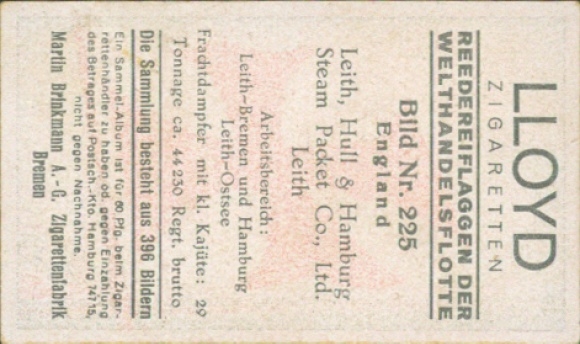 LLOYD
ZIGARETTEN
REEDEREIFLAGGEN DER
WELTHANDELSFLOTTE
Bild Nr. 225
England
Leith, Hull & Hamburg
Steam Packet Co., Ltd.
Leith
Arbeitsbereich:
Leith-Bremen und Hamburg
Leith-Ostsee
Frachtdampfer mit kl. Kajüte: 29
Tonnage ca. 44230 Regt. brutto
Die Sammlung besteht aus 396 Bildern
Ein Sammel-Album ist für 60 Pfg. beim Zigar-
rettenhändler zu haben od. gegen Einzahlung
des Betrages auf Postsch.-Kto. Hamburg 74715,
nicht gegen Nachnahme.
Martin Brinkmann A.-G. Zigarettenfabrik
Bremen